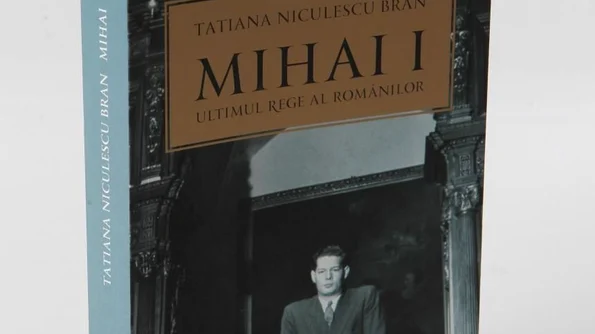 TATIANA NICULESCU BRAN
MIHAI I
ULTIMUL REGE AL ROMÂNILOR
TATIANA NICULESCU BRAN MIHAI